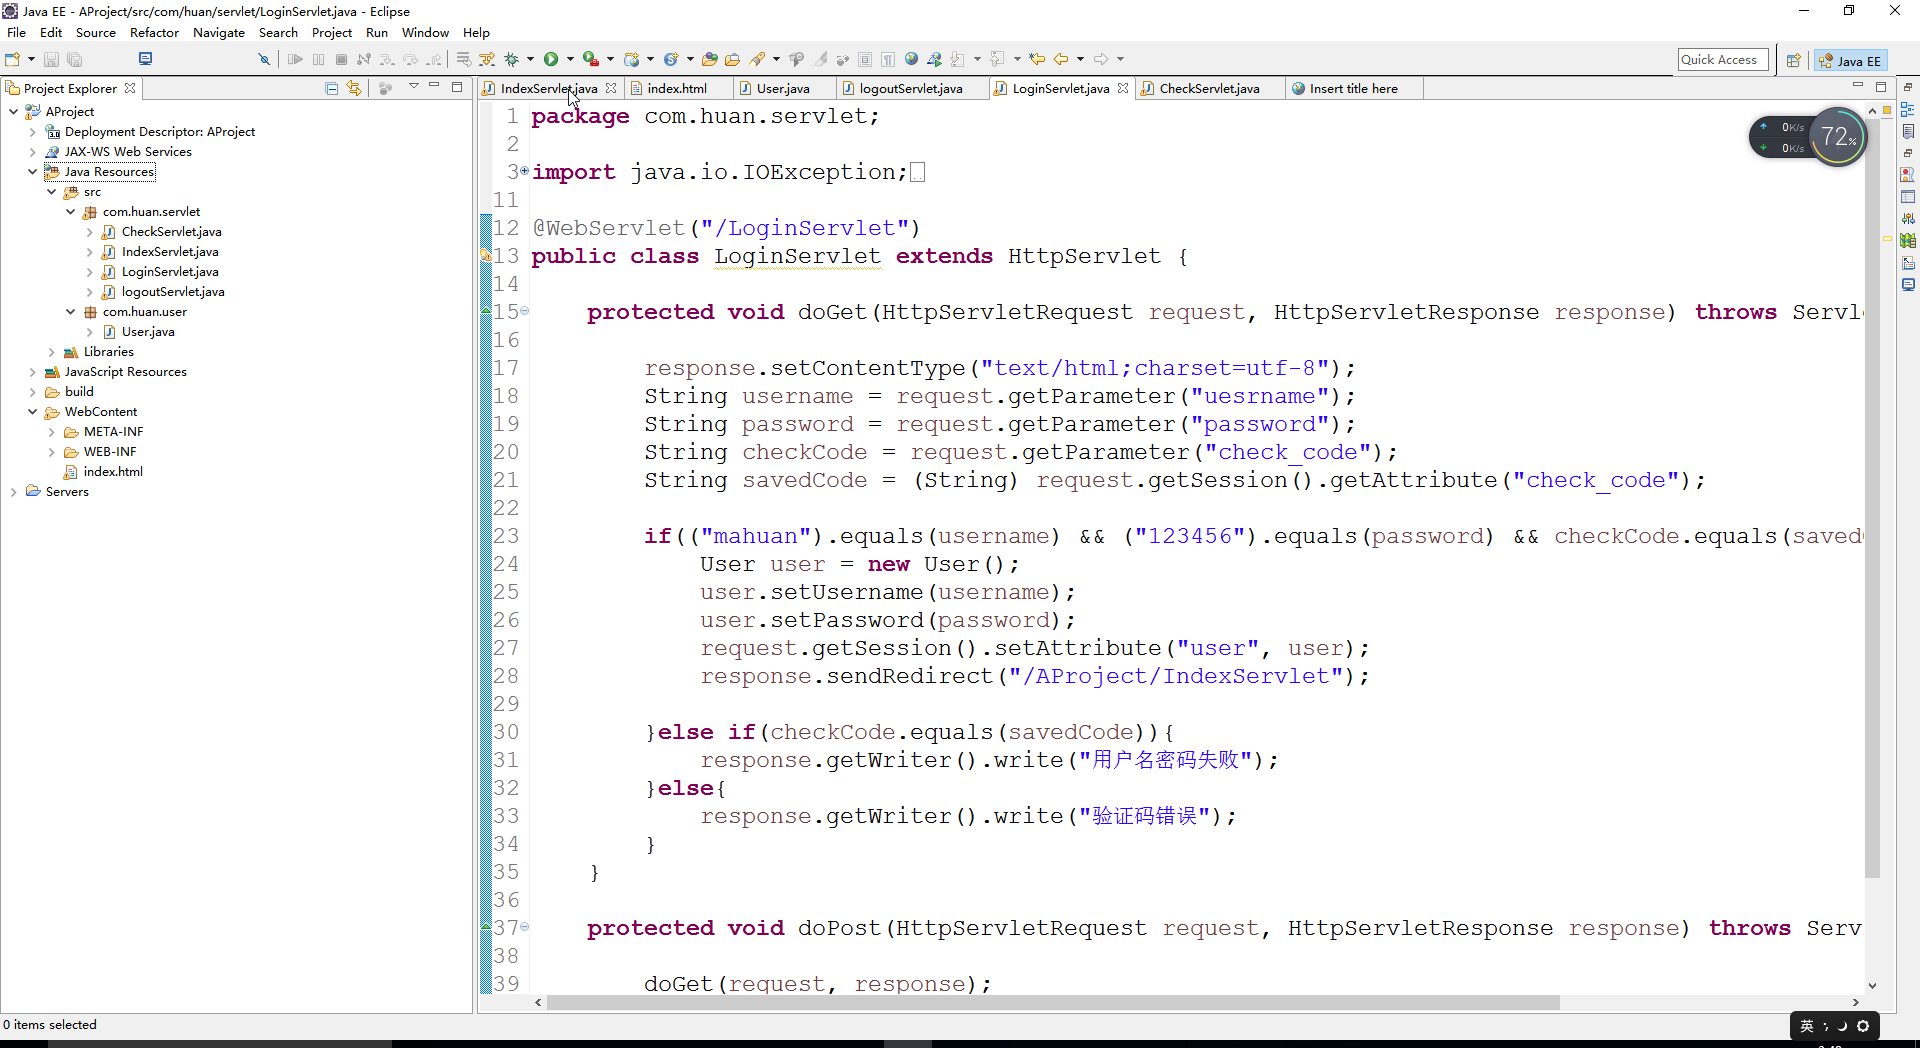 Java EE - AProject/src/com/huan/servlet/LoginServlet.java - Eclipse
File Edit Source Refactor Navigate Search Project Run Window Help
Quick Access
Java EE
Project Explorer
IndexServlet.java index.html User.java logoutServlet.java LoginServlet.java CheckServlet.java Insert title here
AProject
Deployment Descriptor: AProject
JAX-WS Web Services
Java Resources
src
com.huan.servlet
CheckServlet.java
IndexServlet.java
LoginServlet.java
logoutServlet.java
com.huan.user
User.java
Libraries
JavaScript Resources
build
WebContent
META-INF
WEB-INF
index.html
Servers
1 package com.huan.servlet;
2
3 import java.io.IOException;
11
12 @WebServlet("/LoginServlet")
13 public class LoginServlet extends HttpServlet {
14
15 protected void doGet(HttpServletRequest request, HttpServletResponse response) throws Servl
16
17 response.setContentType("text/html;charset=utf-8");
18 String username = request.getParameter("uesrname");
19 String password = request.getParameter("password");
20 String checkCode = request.getParameter("check_code");
21 String savedCode = (String) request.getSession().getAttribute("check_code");
22
23 if(("mahuan").equals(username) && ("123456").equals(password) && checkCode.equals(saved
24 User user = new User();
25 user.setUsername(username);
26 user.setPassword(password);
27 request.getSession().setAttribute("user", user);
28 response.sendRedirect("/AProject/IndexServlet");
29
30 }else if(checkCode.equals(savedCode)){
31 response.getWriter().write("用户名密码失败");
32 }else{
33 response.getWriter().write("验证码错误");
34 }
35 }
36
37 protected void doPost(HttpServletRequest request, HttpServletResponse response) throws Serv
38
39 doGet(request, response);
0K/s
0K/s
72%
0 items selected
英